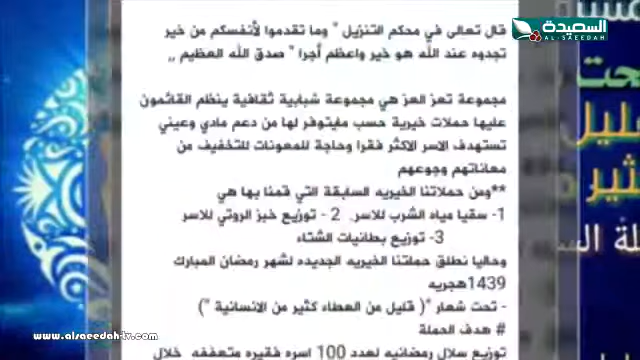 السعيدة
AL-SAEEDAH
قال تعالى في محكم التنزيل " وما تقدموا لأنفسكم من خير
تجدوه عند الله هو خير واعظم أجرا " صدق الله العظيم ,,
مجموعة تعز العز هي مجموعة شبابية ثقافية ينظم القائمون
عليها حملات خيرية حسب مايتوفر لها من دعم مادي وعيني
تستهدف الاسر الاكثر فقرا وحاجة للمعونات للتخفيف من
معاناتهم وجوعهم
**ومن حملاتنا الخيريه السابقة التي قمنا بها هي
1- سقيا مياه الشرب للاسر. 2 - توزيع خبز الروتي للاسر
3 - توزيع بطانيات الشتاء
وحاليا نطلق حملتنا الخيريه الجديده لشهر رمضان المبارك
1439هجريه
- تحت شعار "( قليل من العطاء كثير من الانسانية ")
# هدف الحملة
توزيع سلال رمضانيه لعدد 100 اسره فقيره متعففه خلال
www.alsaeedah-tv.com